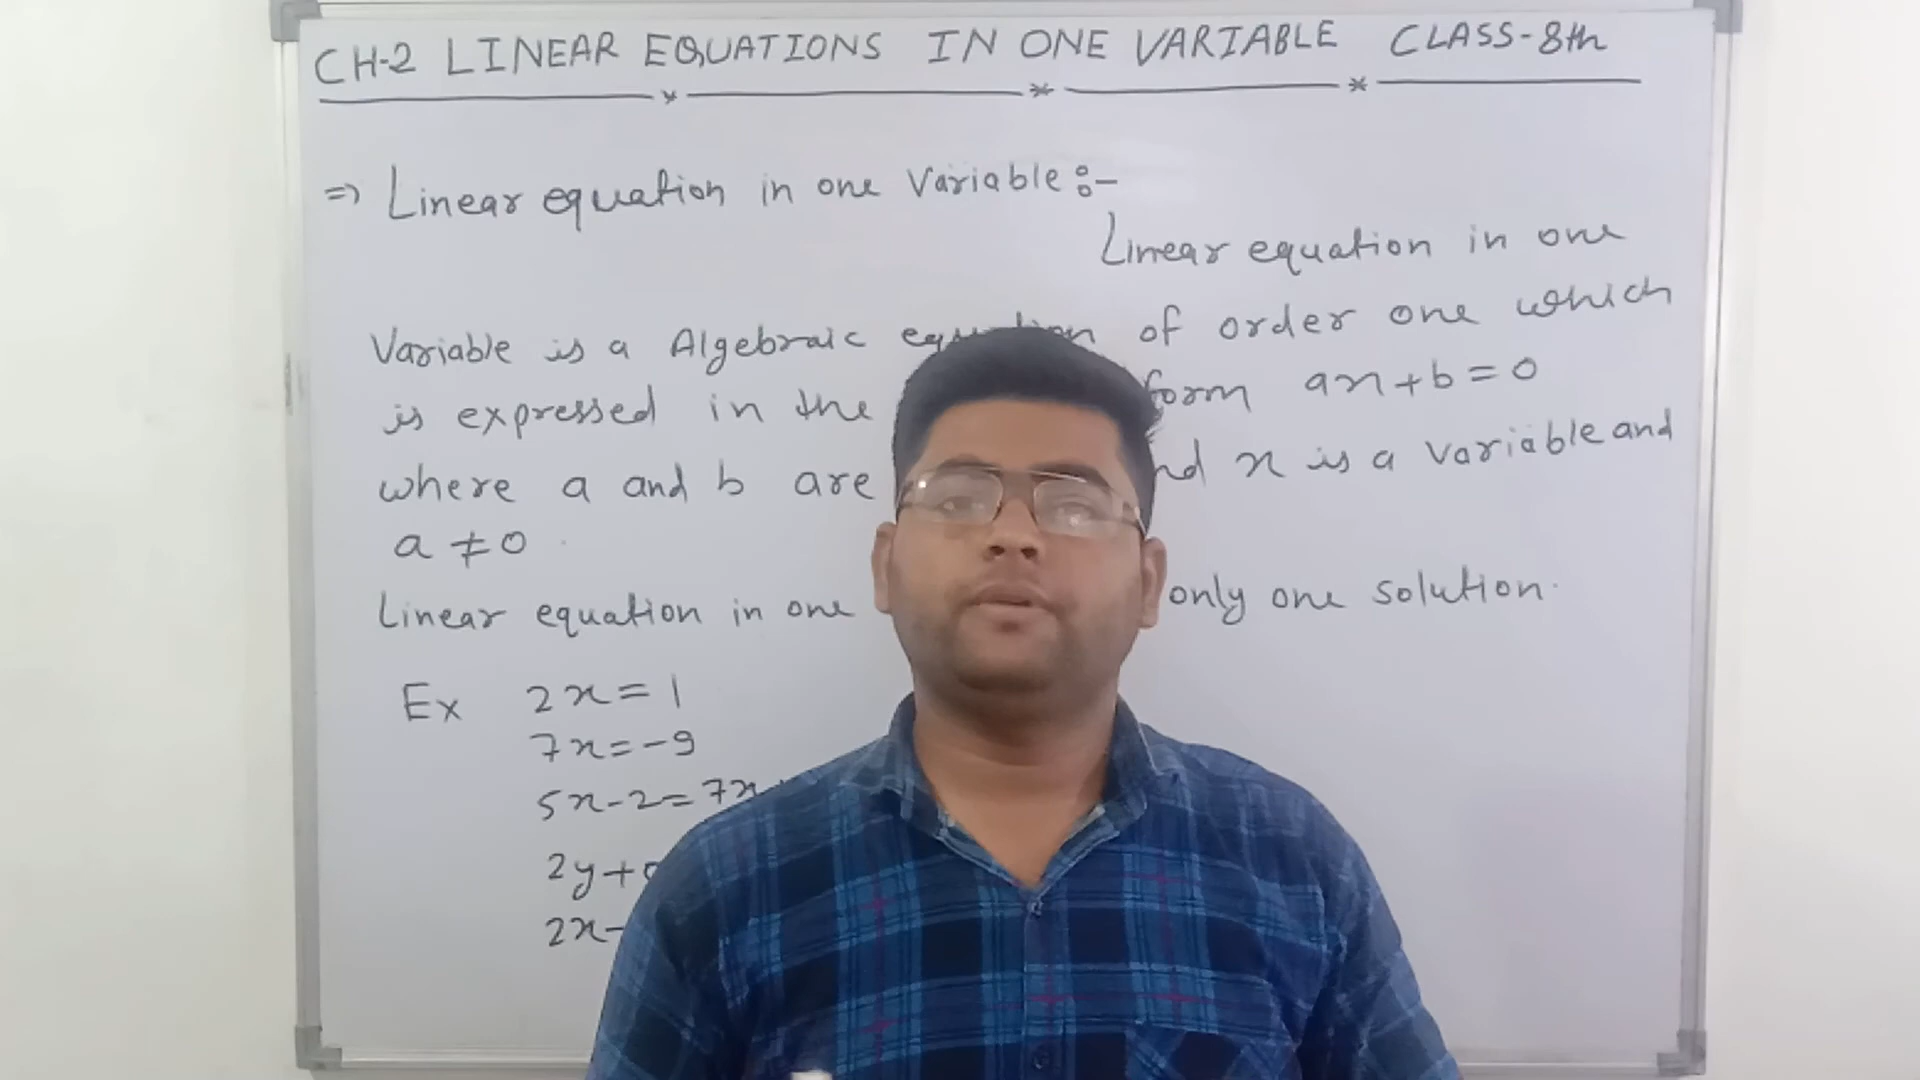 CH-2 LINEAR EQUATIONS IN ONE VARIABLE CLASS-8th
=> Linear equation in one Variable :-
Linear equation in one
Variable is a Algebraic equation of order one which
is expressed in the form ax+b=0
where a and b are x is a variable and
a ≠ 0
Linear equation in one only one solution.
Ex 2x=1
7x=-9
5x-2=7x
2y+
2x-